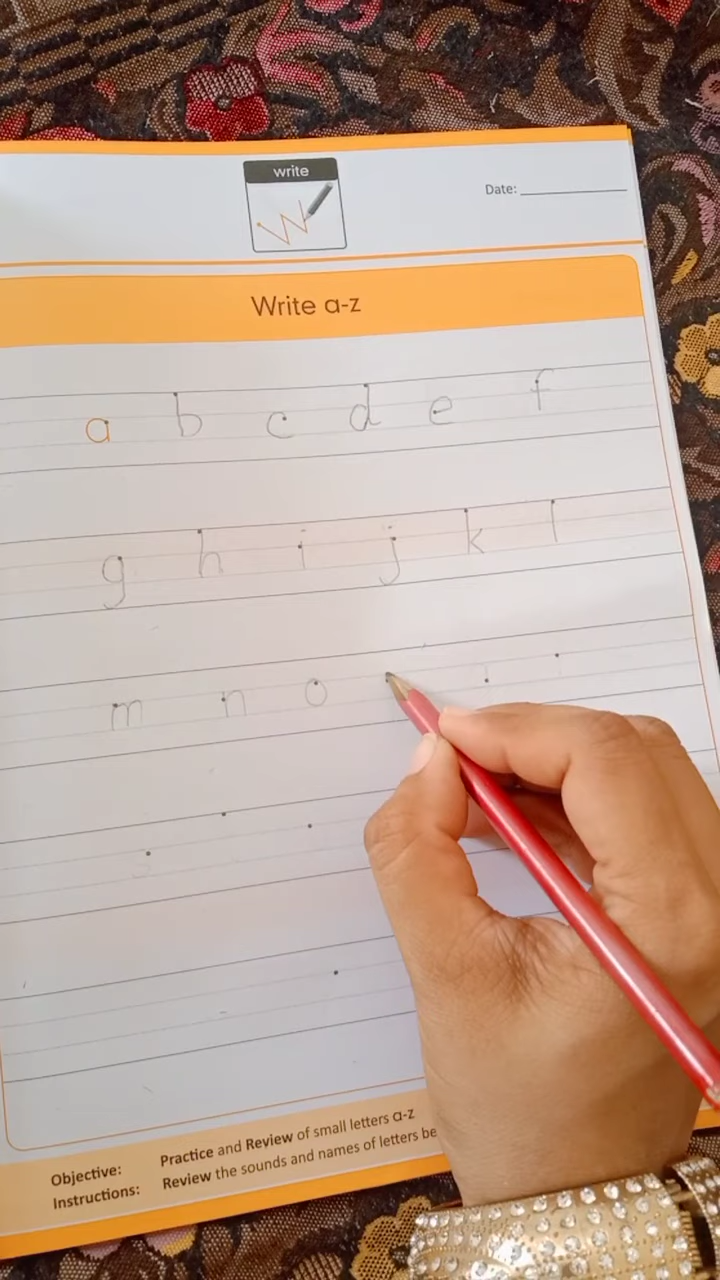 write
Date:
Write a-z
a b c d e f
g h i j k l
m n o
Objective: Practice and Review of small letters a-z
Instructions: Review the sounds and names of letters be